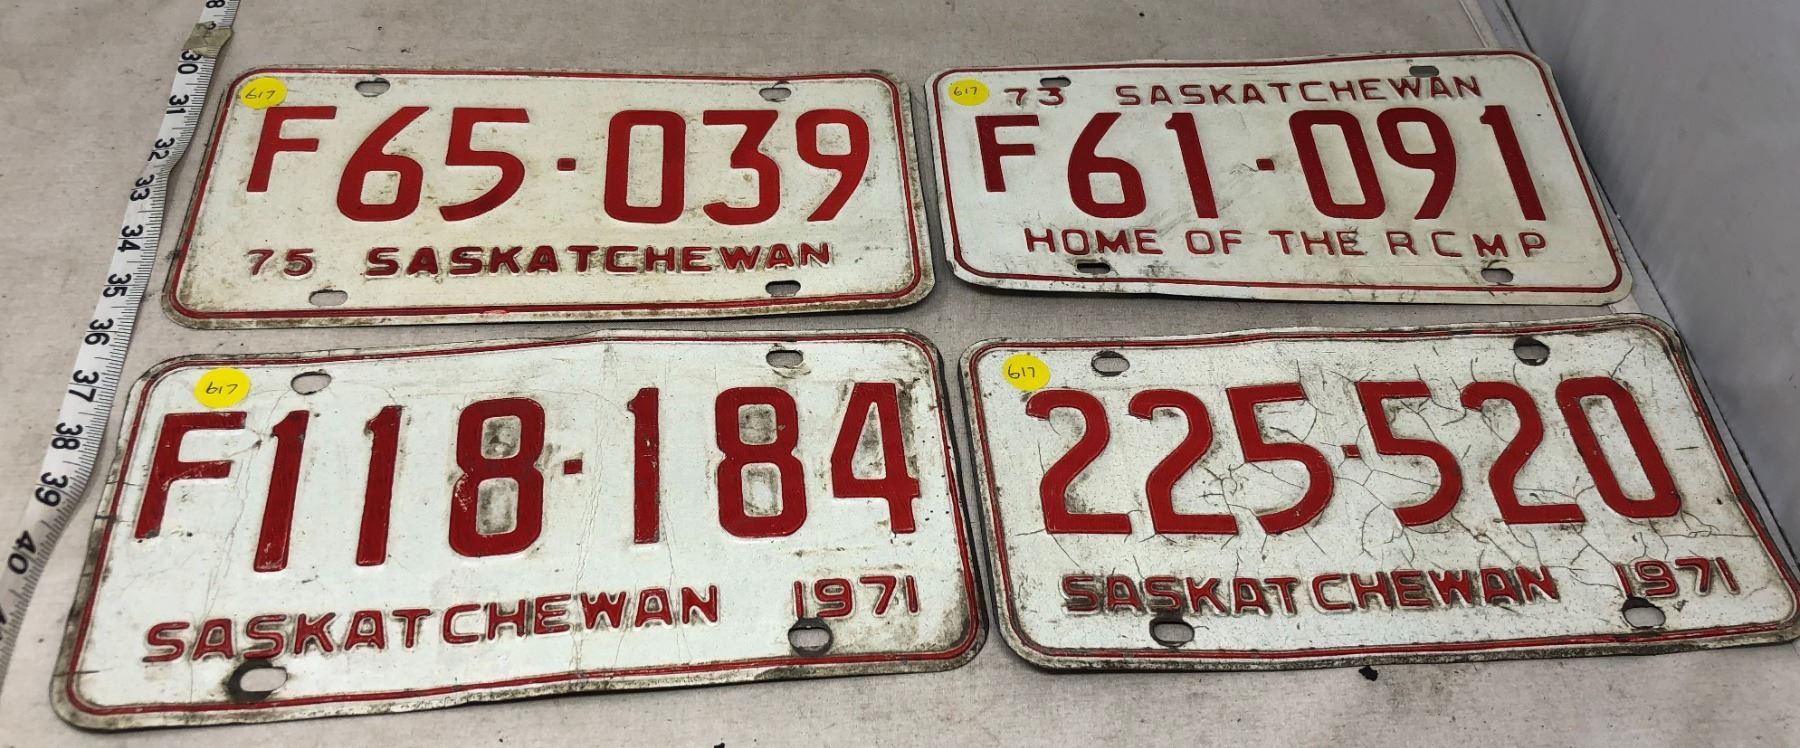 617
F65·039
75 SASKATCHEWAN
617
73 SASKATCHEWAN
F61·091
HOME OF THE RCMP
617
F118·184
SASKATCHEWAN 1971
617
225·520
SASKATCHEWAN 1971
30
31
32
33
34
35
36
37
38
39
40